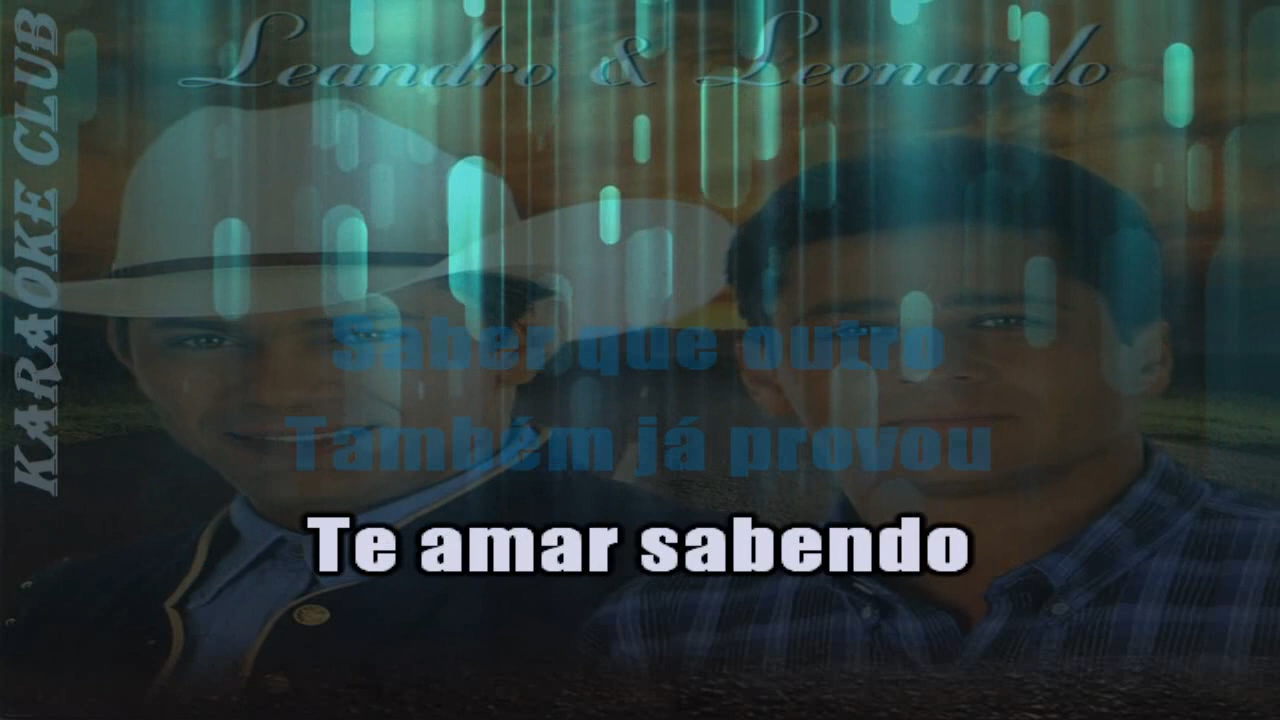 Leandro & Leonardo
KARAOKE CLUB
Saber que outro
Também já provou
Te amar sabendo